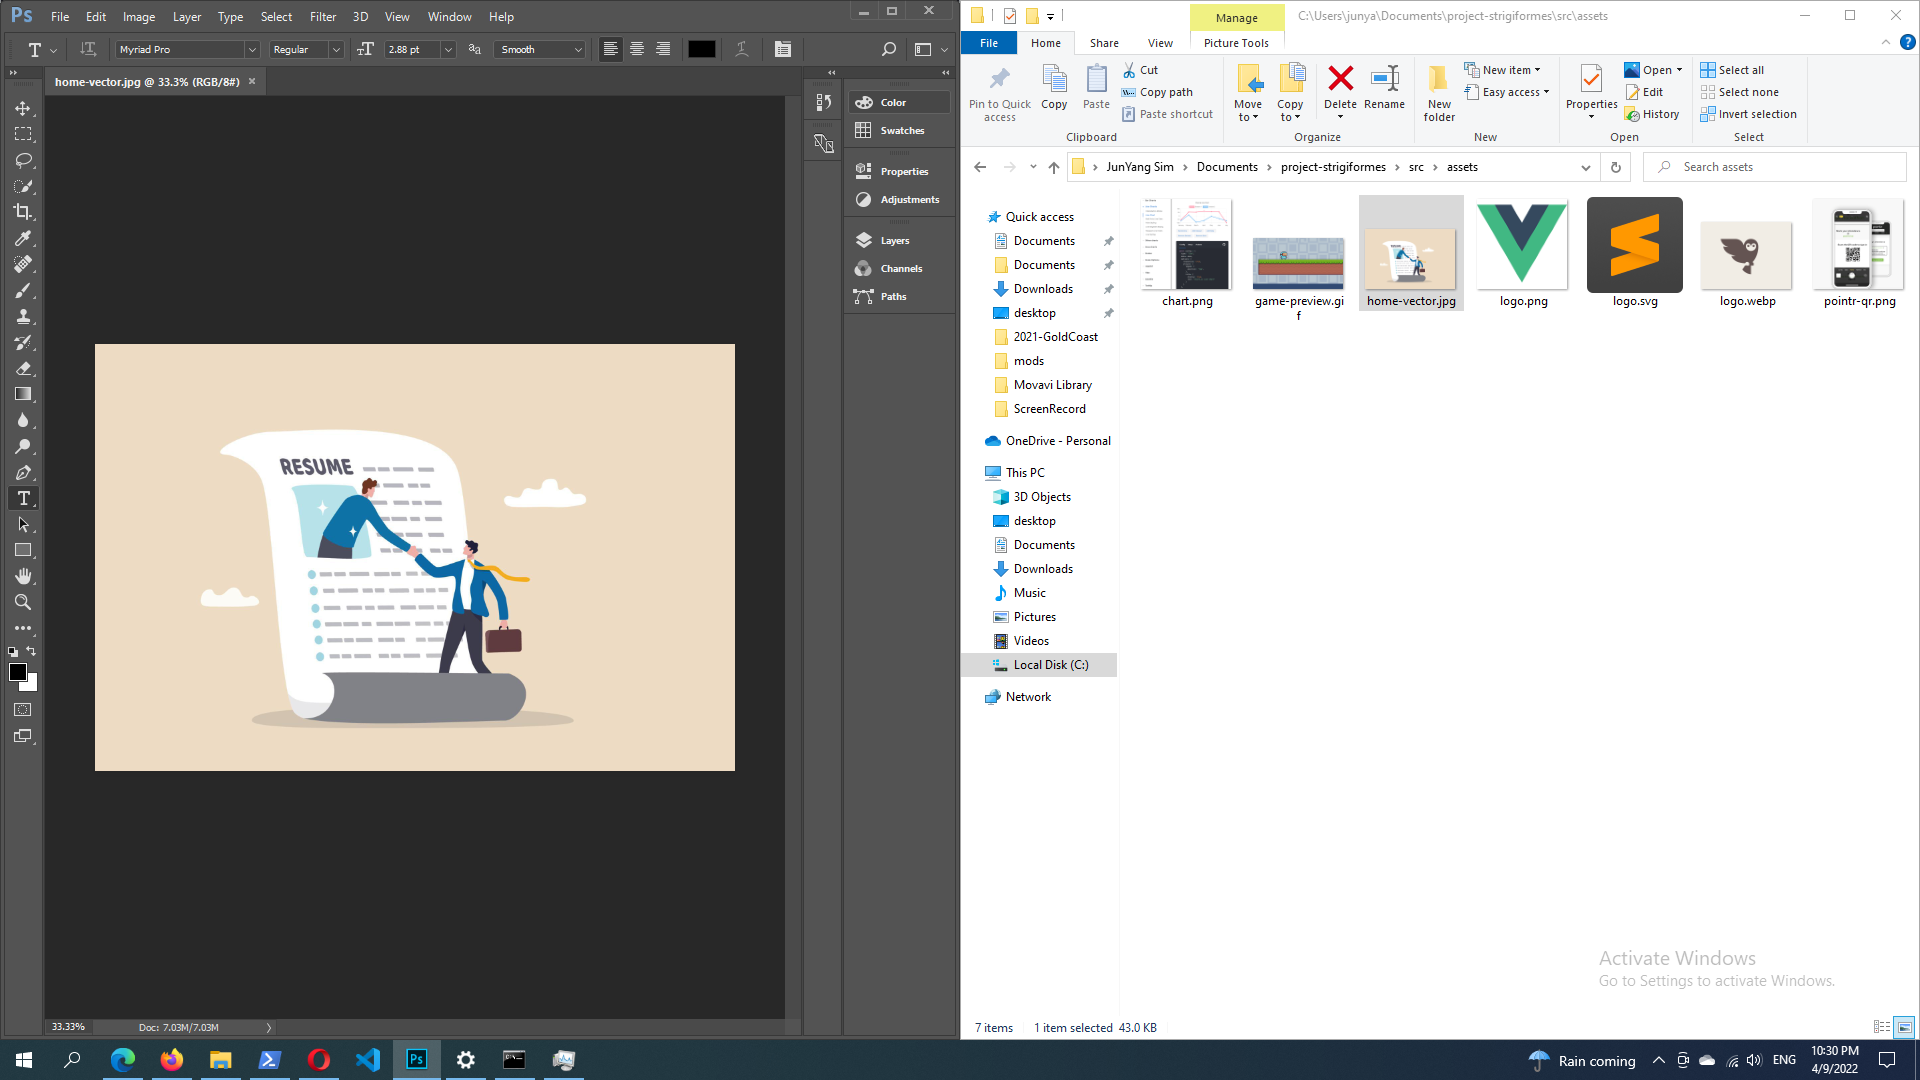 Ps File Edit Image Layer Type Select Filter 3D View Window Help
Myriad Pro Regular 2.88 pt Smooth
home-vector.jpg @ 33.3% (RGB/8#)
Color
Swatches
Properties
Adjustments
Layers
Channels
Paths
RESUME
33.33% Doc: 7.03M/7.03M
Manage C:\Users\junya\Documents\project-strigiformes\src\assets
File Home Share View Picture Tools
Pin to Quick access
Copy
Paste
Cut
Copy path
Paste shortcut
Clipboard
Move to
Copy to
Delete
Rename
Organize
New folder
New item
Easy access
New
Properties
Open
Edit
History
Open
Select all
Select none
Invert selection
Select
JunYang Sim Documents project-strigiformes src assets
Search assets
Quick access
Documents
Documents
Downloads
desktop
2021-GoldCoast
mods
Movavi Library
ScreenRecord
OneDrive - Personal
This PC
3D Objects
desktop
Documents
Downloads
Music
Pictures
Videos
Local Disk (C:)
Network
chart.png
game-preview.gi
f
home-vector.jpg
logo.png
logo.svg
logo.webp
pointr-qr.png
Activate Windows
Go to Settings to activate Windows.
7 items 1 item selected 43.0 KB
Ps
Rain coming
ENG
10:30 PM
4/9/2022